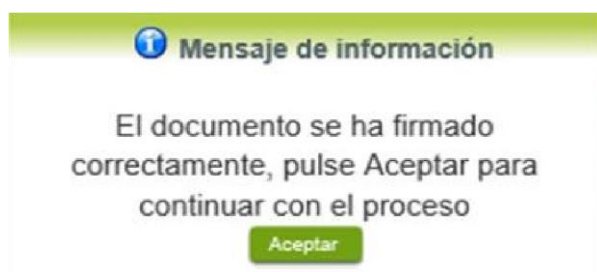 Mensaje de información
El documento se ha firmado
correctamente, pulse Aceptar para
continuar con el proceso
Aceptar